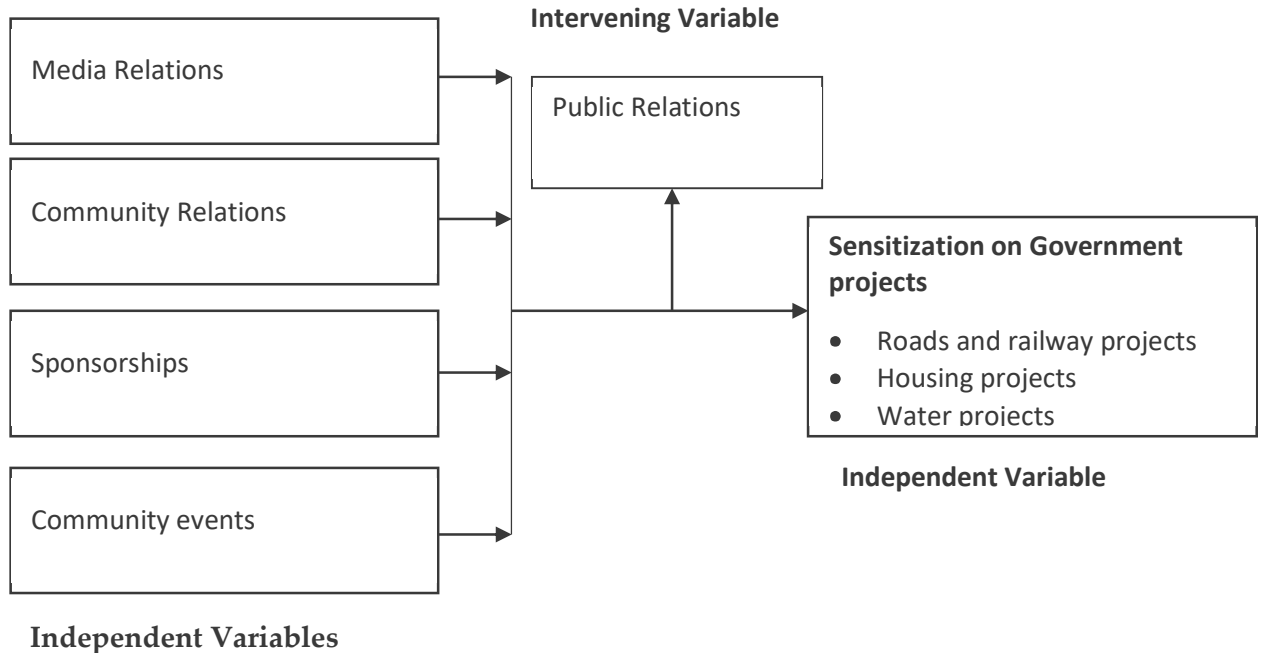 Intervening Variable
Media Relations
Public Relations
Community Relations
Sensitization on Government
projects
• Roads and railway projects
• Housing projects
• Water projects
Sponsorships
Independent Variable
Community events
Independent Variables